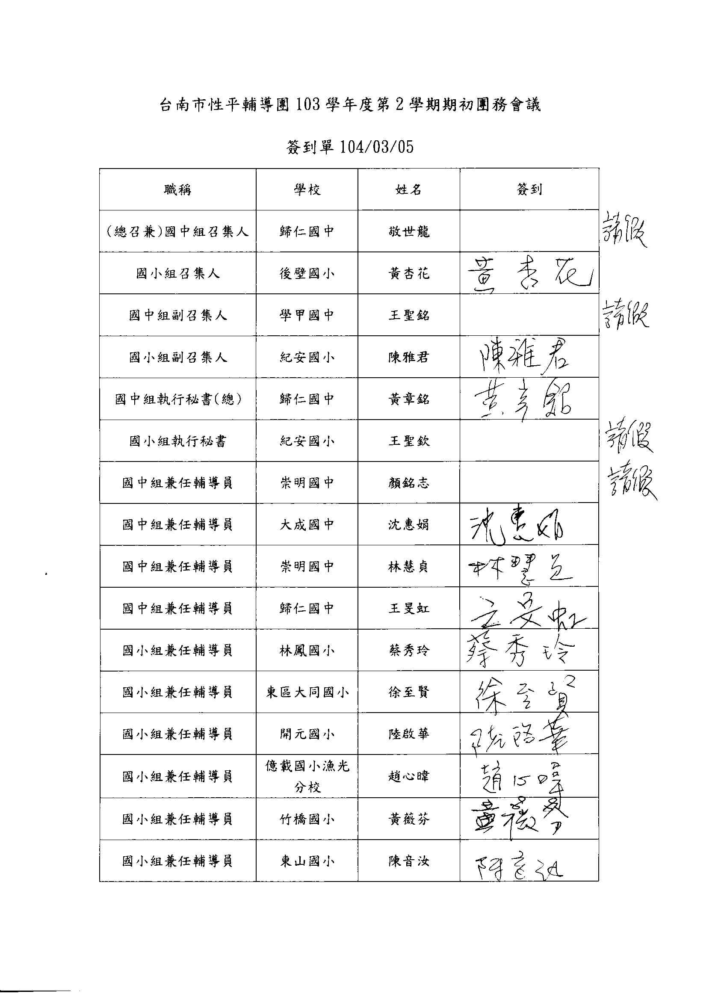 台南市性平輔導團 103 學年度第 2 學期期初團務會議
簽到單 104/03/05
職稱 學校 姓名 簽到
(總召兼)國中組召集人 歸仁國中 敬世龍 請假
國小組召集人 後壁國小 黃杏花 黃杏花
國中組副召集人 學甲國中 王聖銘 請假
國小組副召集人 紀安國小 陳雅君 陳雅君
國中組執行秘書(總) 歸仁國中 黃章銘 黃章銘
國小組執行秘書 紀安國小 王聖欽 請假
國中組兼任輔導員 崇明國中 顏銘志 請假
國中組兼任輔導員 大成國中 沈惠娟 沈惠娟
國中組兼任輔導員 崇明國中 林慧貞 林慧貞
國中組兼任輔導員 歸仁國中 王旻虹 王旻虹
國小組兼任輔導員 林鳳國小 蔡秀玲 蔡秀玲
國小組兼任輔導員 東區大同國小 徐至賢 徐至賢
國小組兼任輔導員 開元國小 陸啟華 陸啟華
國小組兼任輔導員 億載國小漁光分校 趙心暐 趙心暐
國小組兼任輔導員 竹橋國小 黃薇芬 黃薇芬
國小組兼任輔導員 東山國小 陳音汝 陳音汝